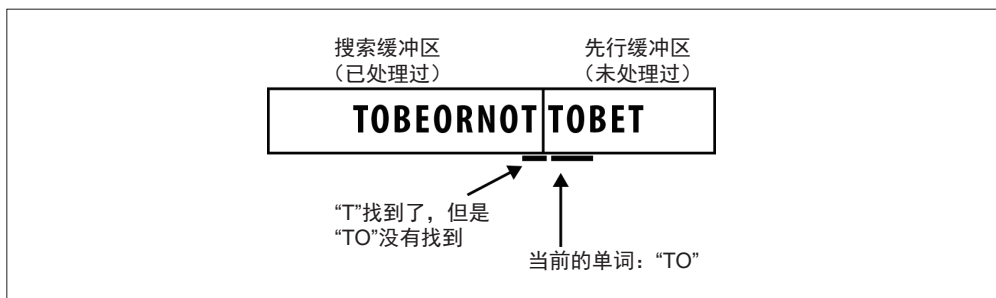 搜索缓冲区
（已处理过）
先行缓冲区
（未处理过）
TOBEORNOT TOBET
“T”找到了，但是
“TO”没有找到
当前的单词：“TO”